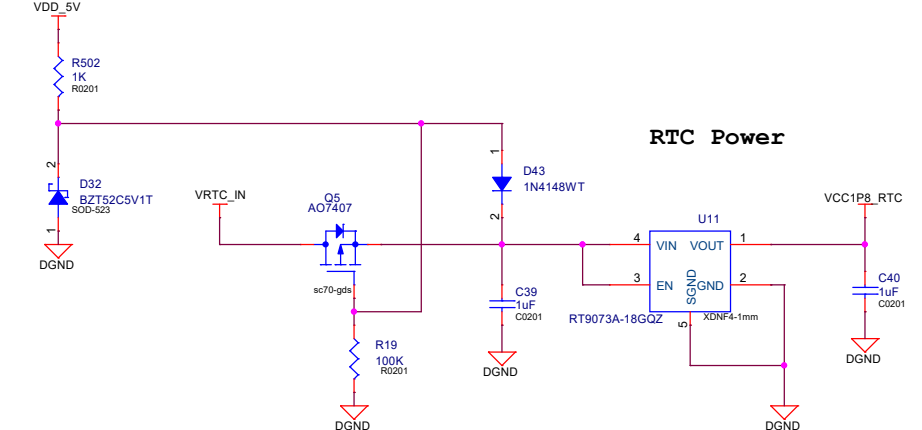 VDD_5V
R502
1K
R0201
RTC Power
1
D43
1N4148WT
2
2
D32
BZT52C5V1T
SOD-523
1
DGND
VRTC_IN
Q5
AO7407
sc70-gds
VCC1P8_RTC
U11
4
VIN
VOUT
1
3
EN
SGND
GND
2
5
RT9073A-18GQZ
XDNF4-1mm
C39
1uF
C0201
DGND
C40
1uF
C0201
DGND
R19
100K
R0201
DGND
DGND